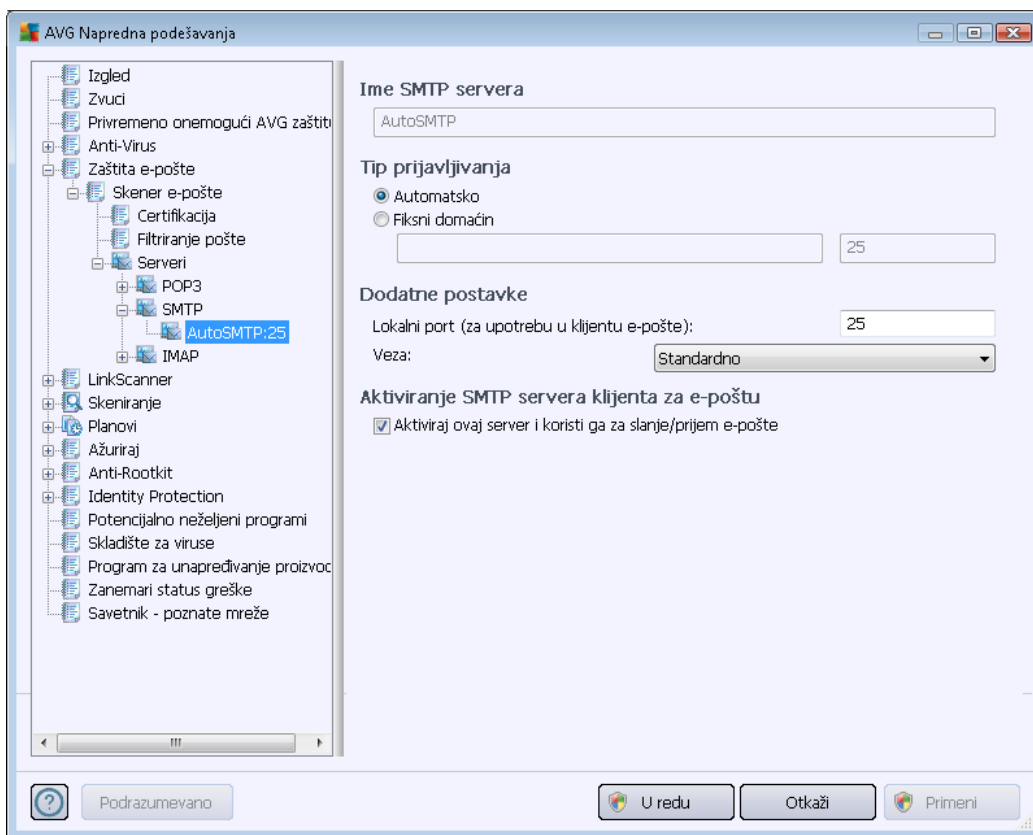 AVG Napredna podešavanja
Izgled
Zvuci
Privremeno onemogući AVG zaštitu
Anti-Virus
Zaštita e-pošte
Skener e-pošte
Certifikacija
Filtriranje pošte
Serveri
POP3
SMTP
AutoSMTP:25
IMAP
LinkScanner
Skeniranje
Planovi
Ažuriraj
Anti-Rootkit
Identity Protection
Potencijalno neželjeni programi
Skladište za viruse
Program za unapređivanje proizvod
Zanemari status greške
Savetnik - poznate mreže
Ime SMTP servera
AutoSMTP
Tip prijavljivanja
Automatsko
Fiksni domaćin
25
Dodatne postavke
Lokalni port (za upotrebu u klijentu e-pošte): 25
Veza: Standardno
Aktiviranje SMTP servera klijenta za e-poštu
Aktiviraj ovaj server i koristi ga za slanje/prijem e-pošte
Podrazumevano U redu Otkaži Primeni